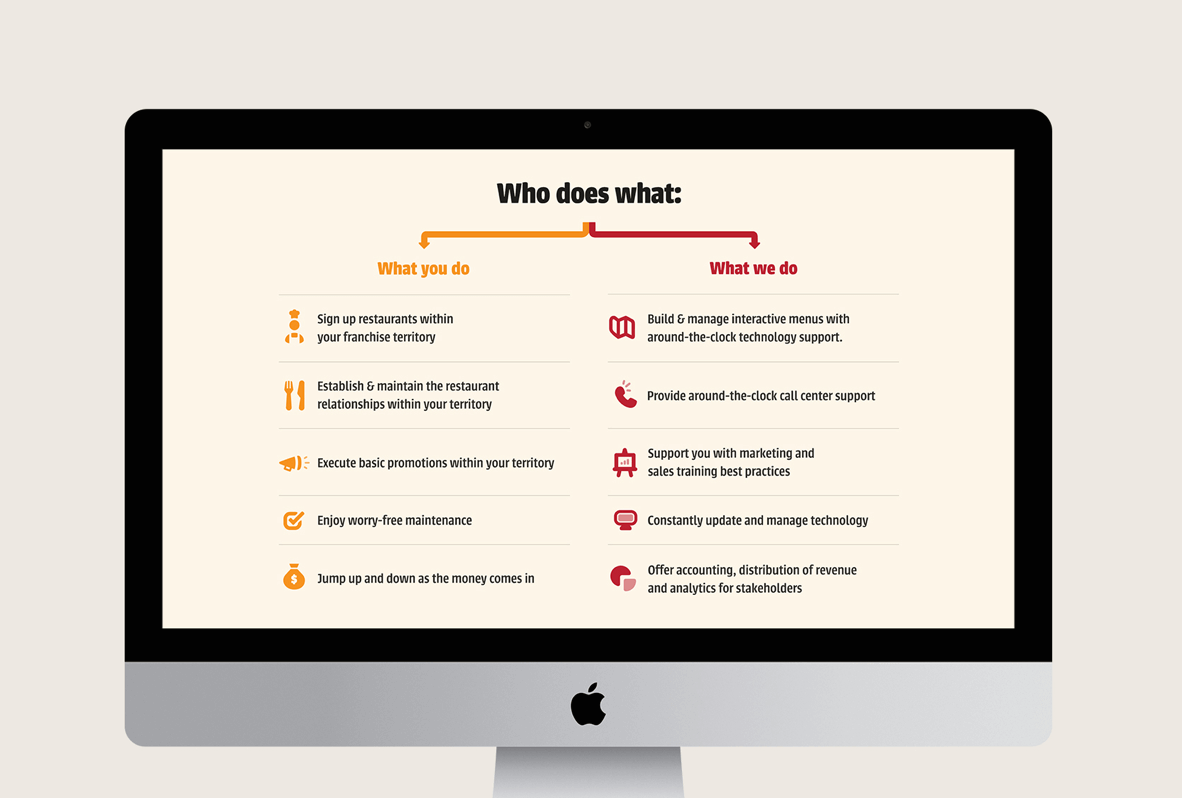 Who does what:
What you do
Sign up restaurants within
your franchise territory
Establish & maintain the restaurant
relationships within your territory
Execute basic promotions within your territory
Enjoy worry-free maintenance
Jump up and down as the money comes in
What we do
Build & manage interactive menus with
around-the-clock technology support.
Provide around-the-clock call center support
Support you with marketing and
sales training best practices
Constantly update and manage technology
Offer accounting, distribution of revenue
and analytics for stakeholders